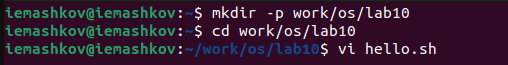 iemashkov@iemashkov:~$ mkdir -p work/os/lab10
iemashkov@iemashkov:~$ cd work/os/lab10
iemashkov@iemashkov:~/work/os/lab10$ vi hello.sh